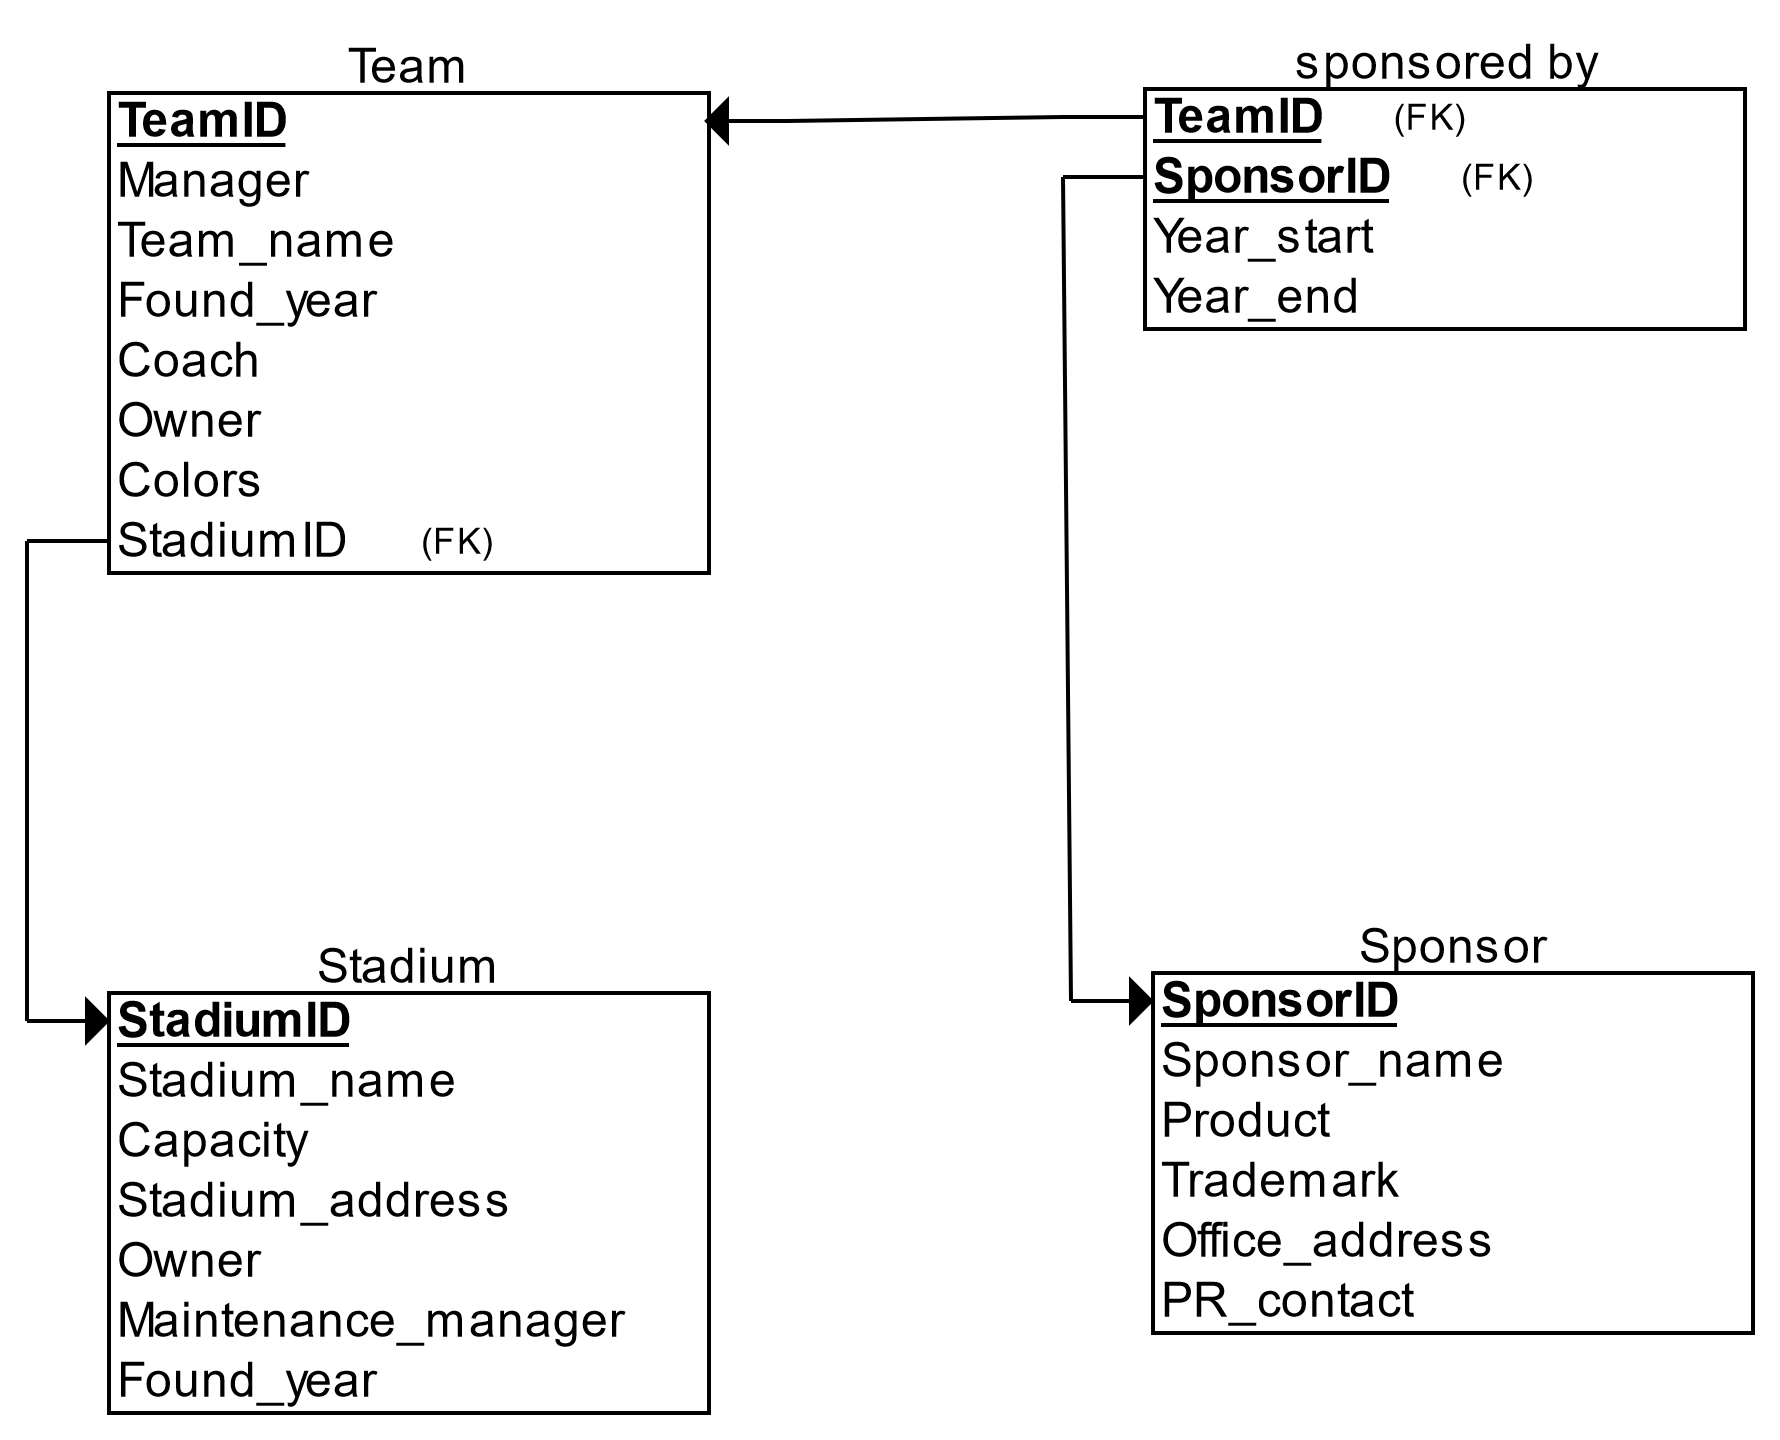 Team
TeamID
Manager
Team_name
Found_year
Coach
Owner
Colors
StadiumID (FK)
sponsored by
TeamID (FK)
SponsorID (FK)
Year_start
Year_end
Stadium
StadiumID
Stadium_name
Capacity
Stadium_address
Owner
Maintenance_manager
Found_year
Sponsor
SponsorID
Sponsor_name
Product
Trademark
Office_address
PR_contact